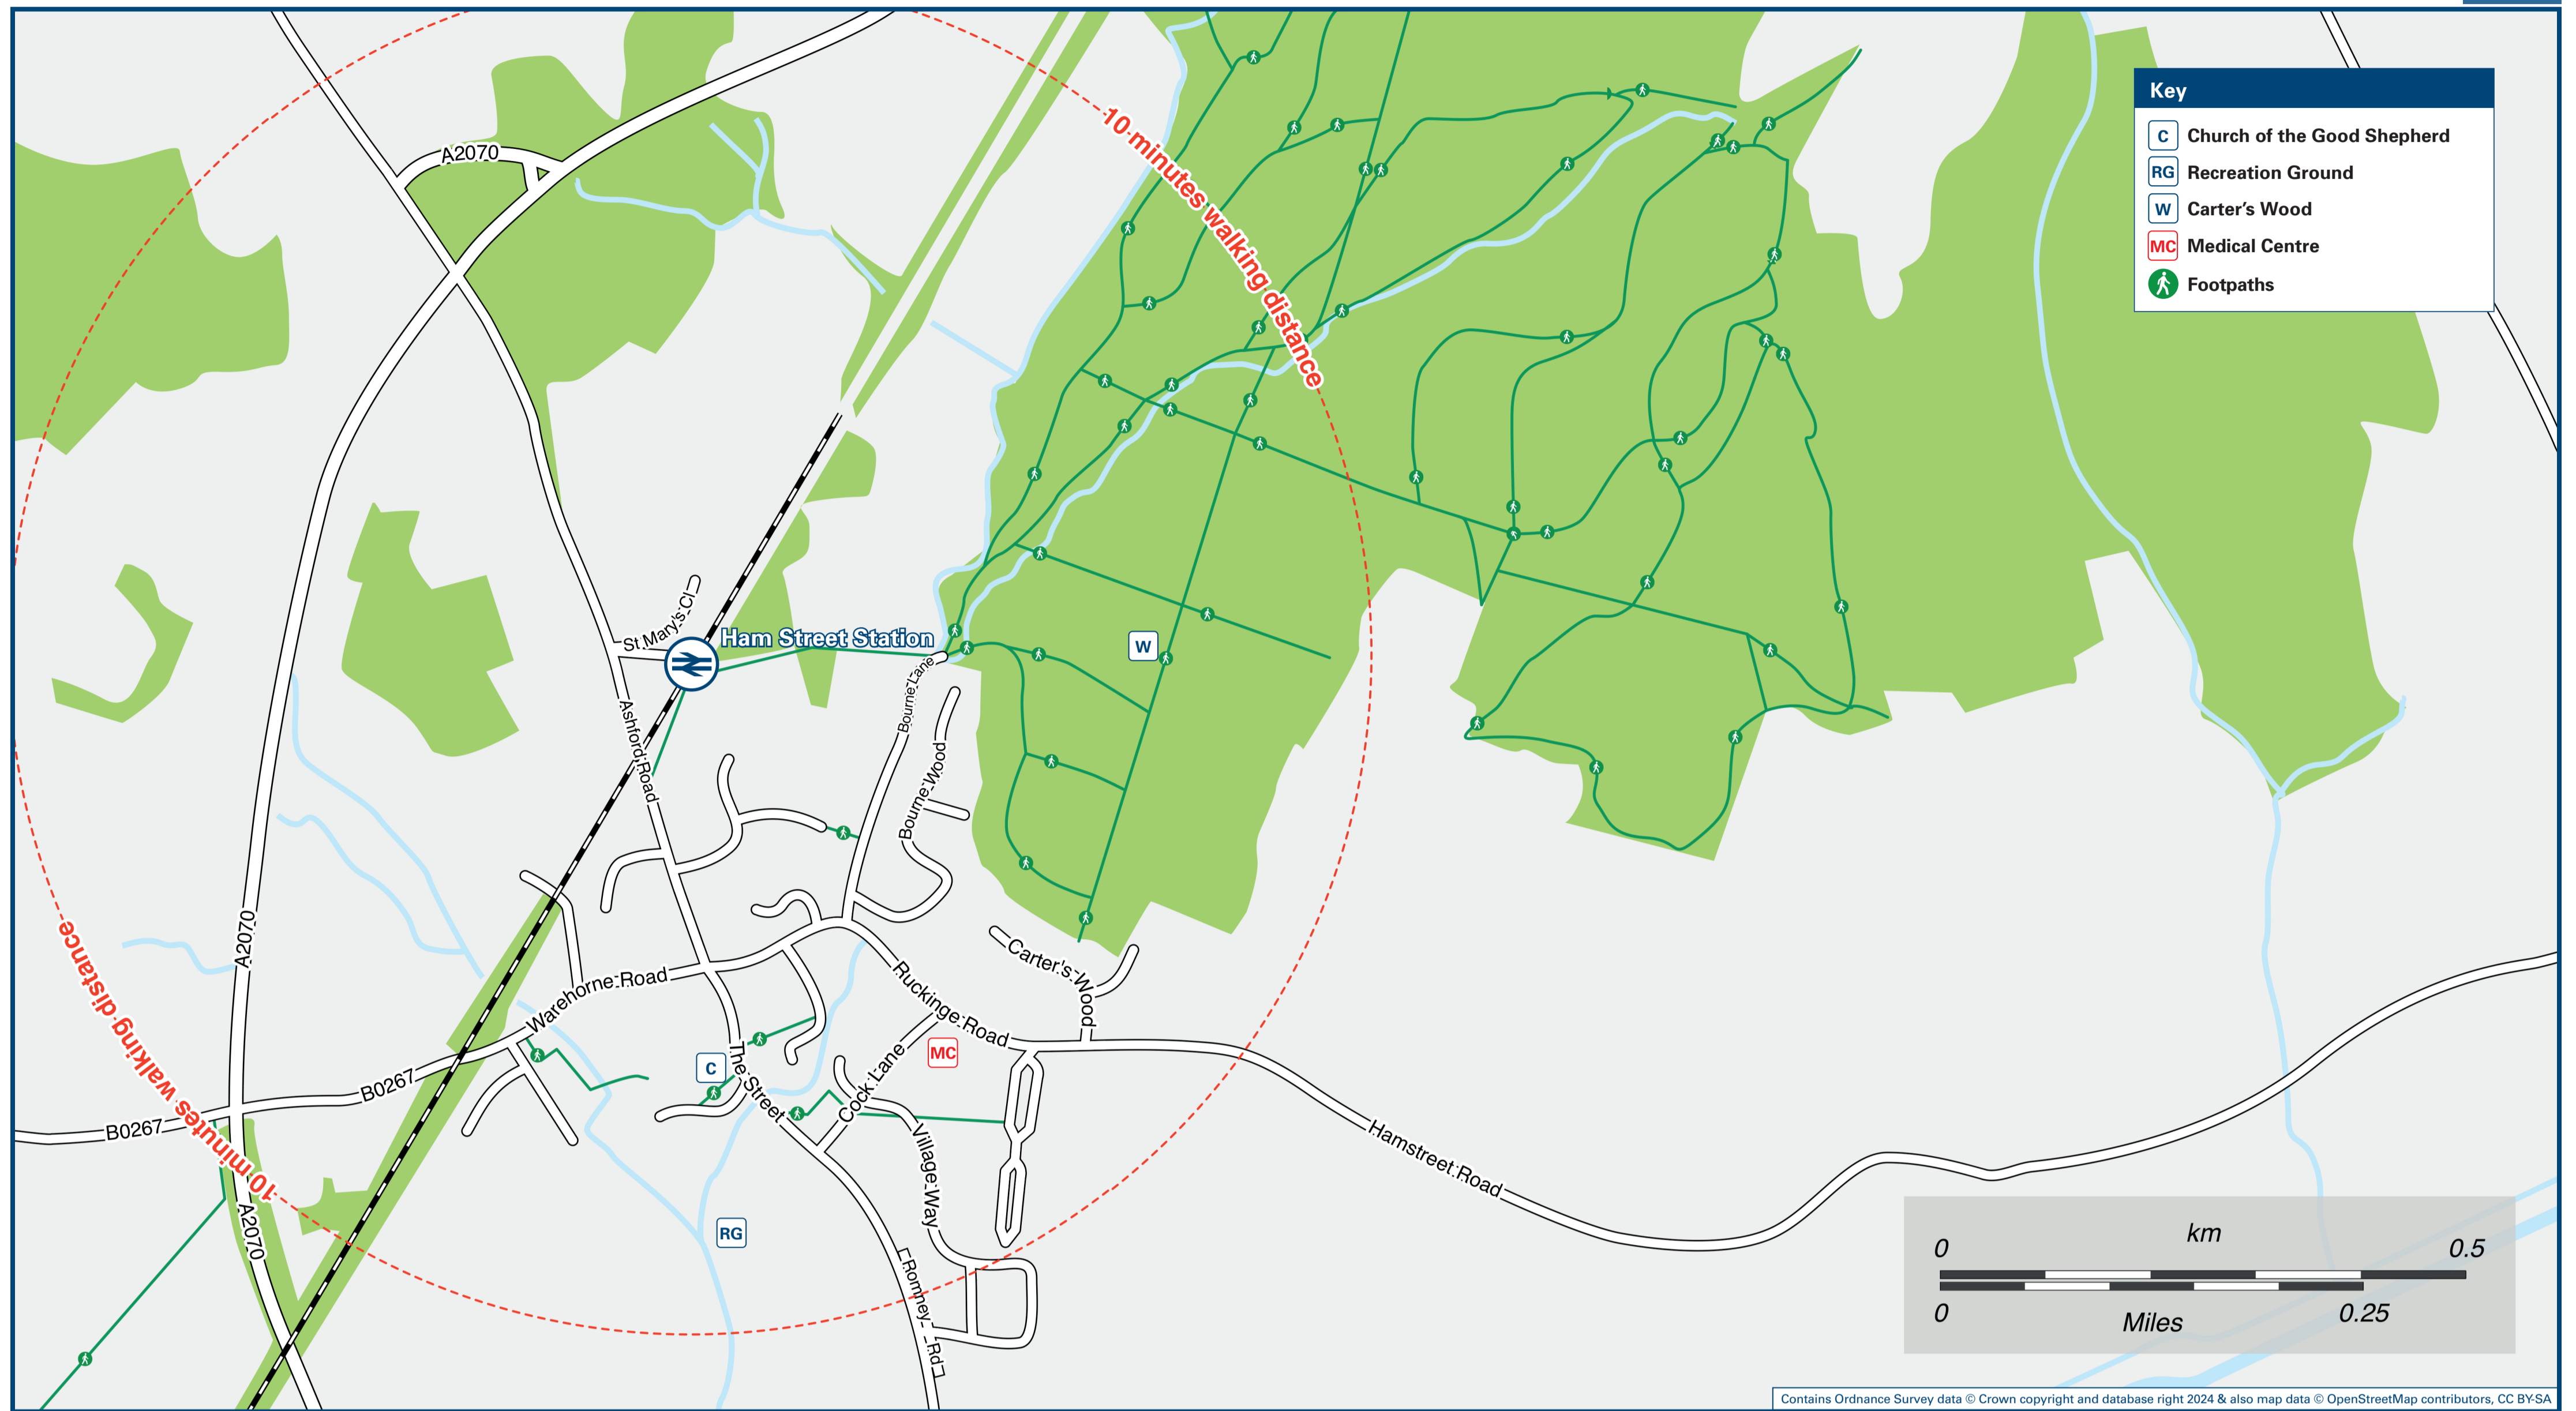 10 minutes walking distance
A2070
Key
C Church of the Good Shepherd
RG Recreation Ground
W Carter's Wood
MC Medical Centre
Footpaths
St Mary's Cl
Ham Street Station
W
Bourne Lane
Ashford Road
Bourne Wood
A2070
Carter's Wood
Warehorne Road
Ruckinge Road
10 minutes walking distance
C
The Street
MC
Cock Lane
B0267
B0267
Village Way
Hamstreet Road
A2070
RG
Romney Rd
km
0 0.5
0 0.25
Miles
Contains Ordnance Survey data © Crown copyright and database right 2024 & also map data © OpenStreetMap contributors, CC BY-SA